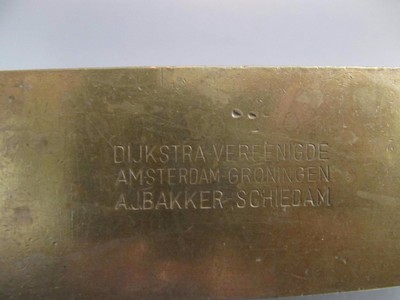 DIJKSTRA-VEREENIGDE
AMSTERDAM-GRONINGEN
A.J.BAKKER-SCHIEDAM